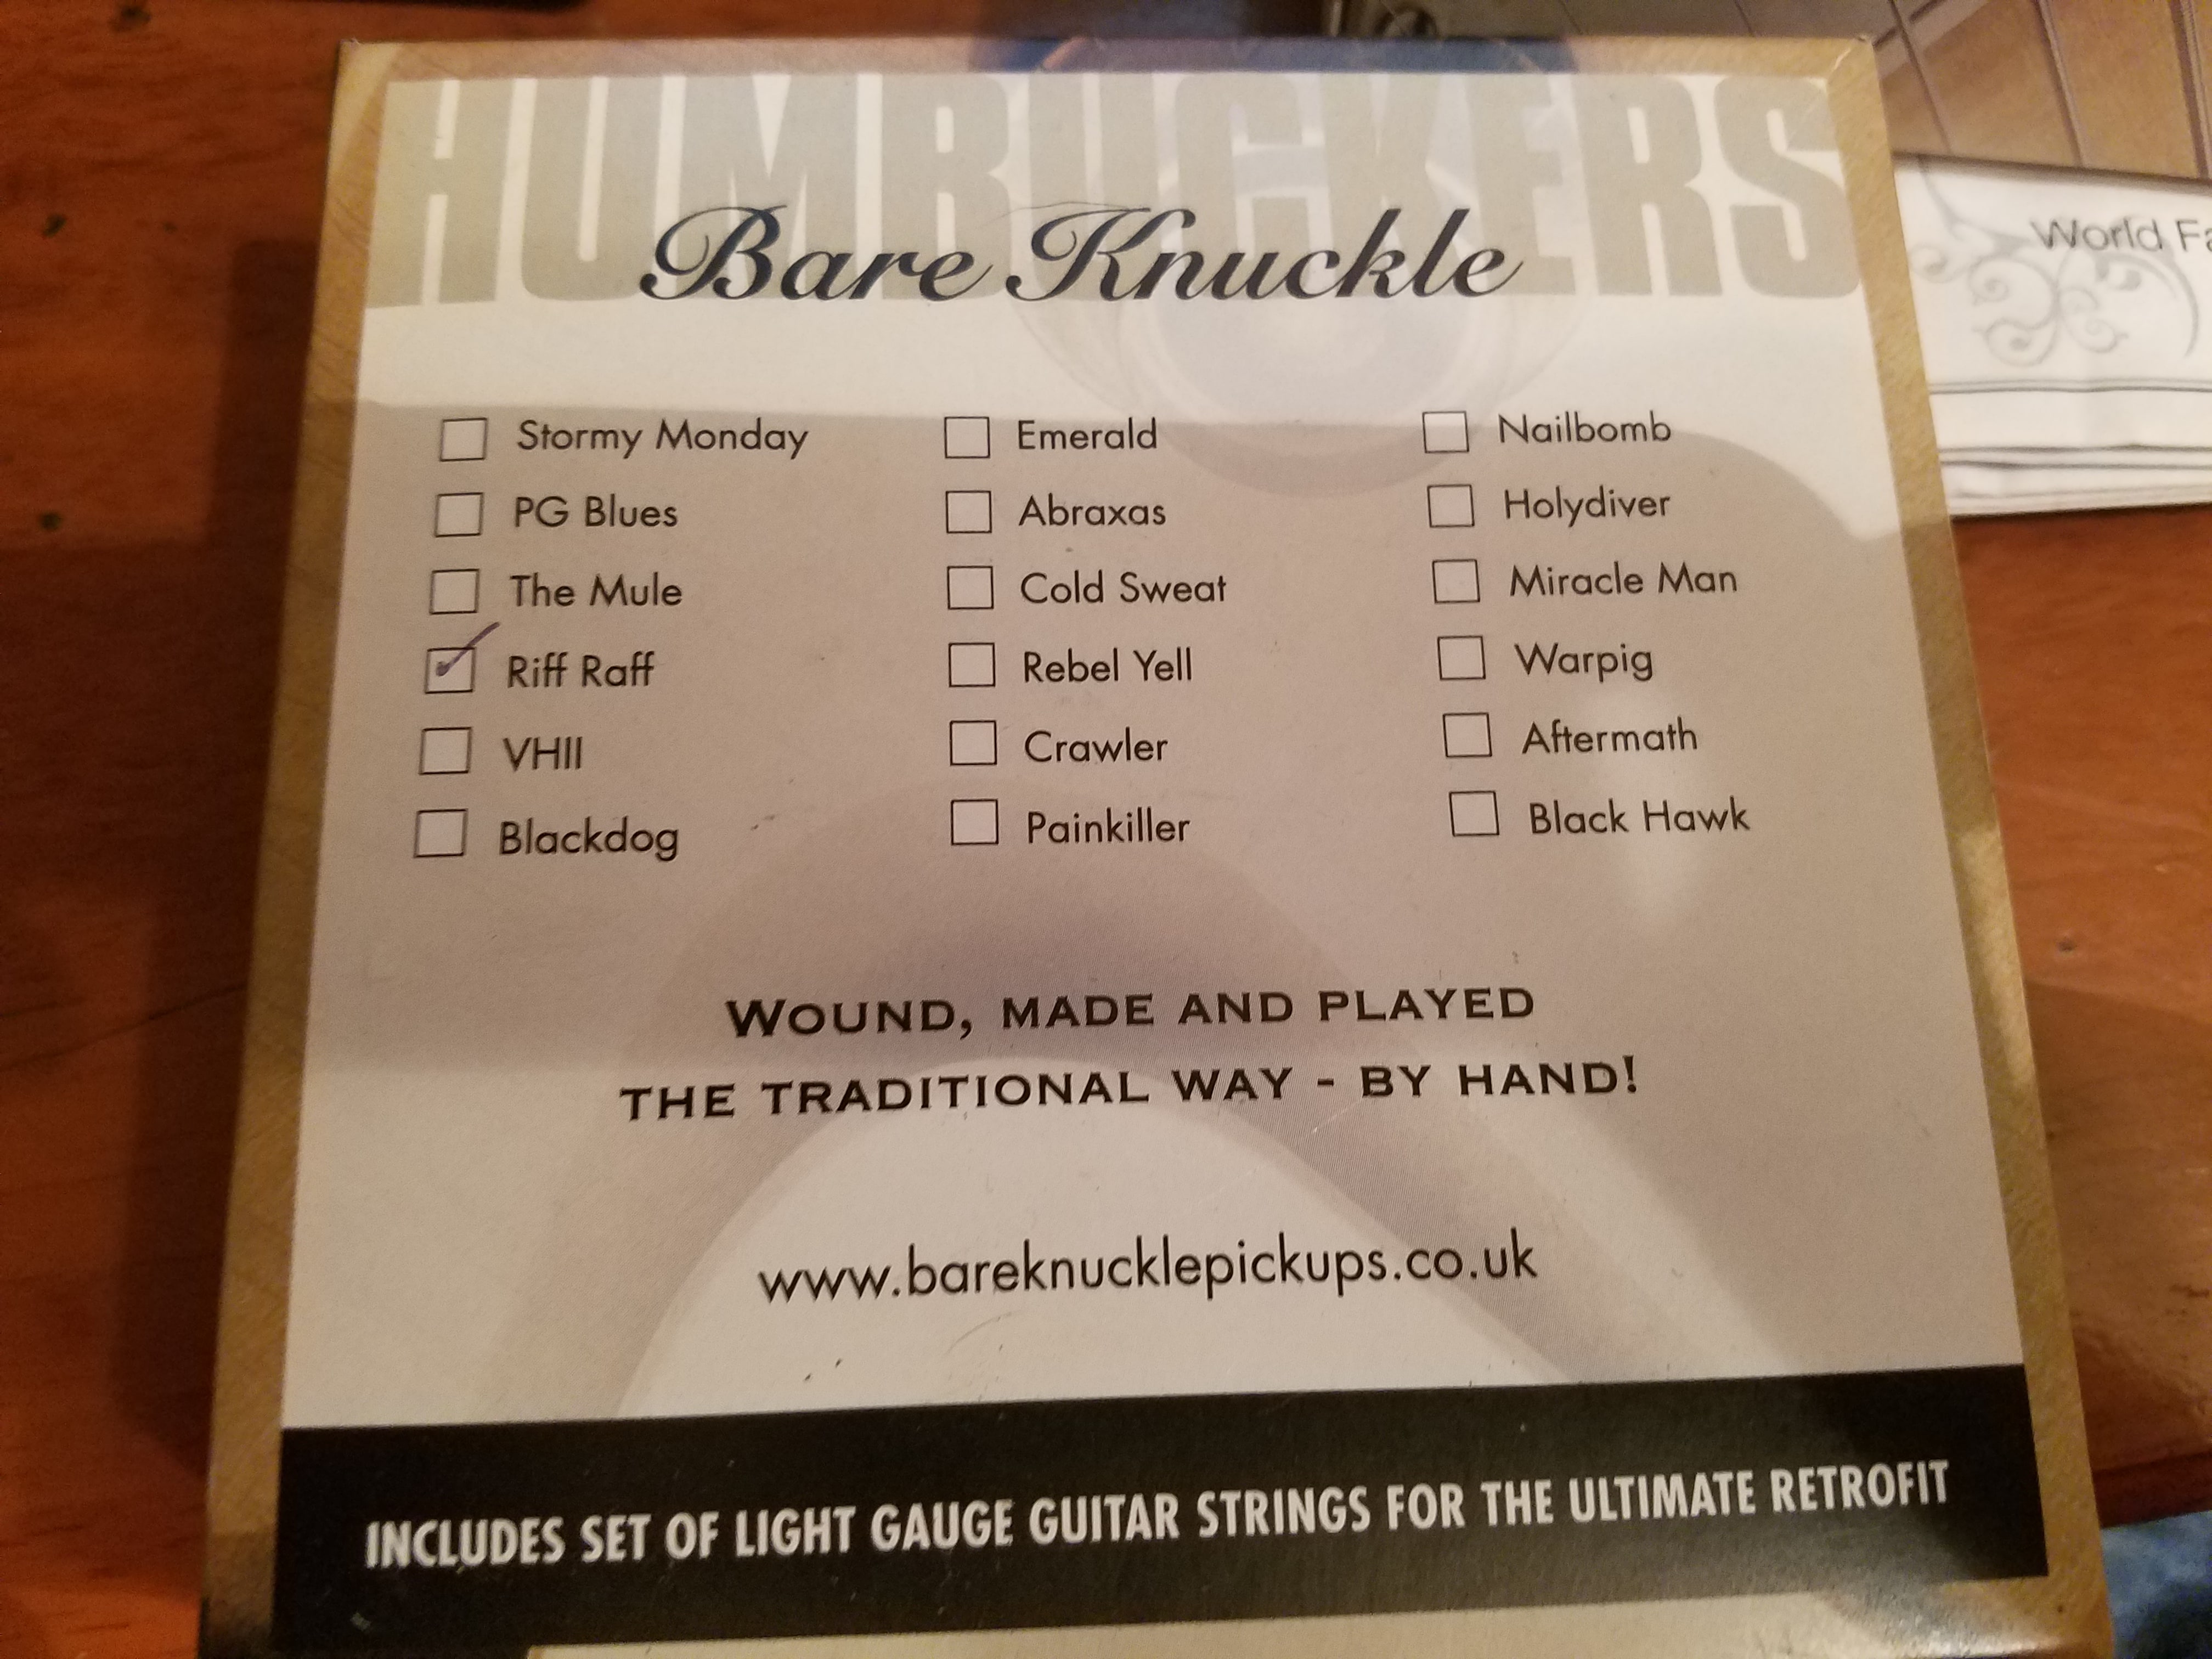 HUMBUCKERS
Bare Knuckle
Stormy Monday
PG Blues
The Mule
Riff Raff
VHII
Blackdog
Emerald
Abraxas
Cold Sweat
Rebel Yell
Crawler
Painkiller
Nailbomb
Holydiver
Miracle Man
Warpig
Aftermath
Black Hawk
WOUND, MADE AND PLAYED
THE TRADITIONAL WAY - BY HAND!
www.bareknucklepickups.co.uk
INCLUDES SET OF LIGHT GAUGE GUITAR STRINGS FOR THE ULTIMATE RETROFIT
World